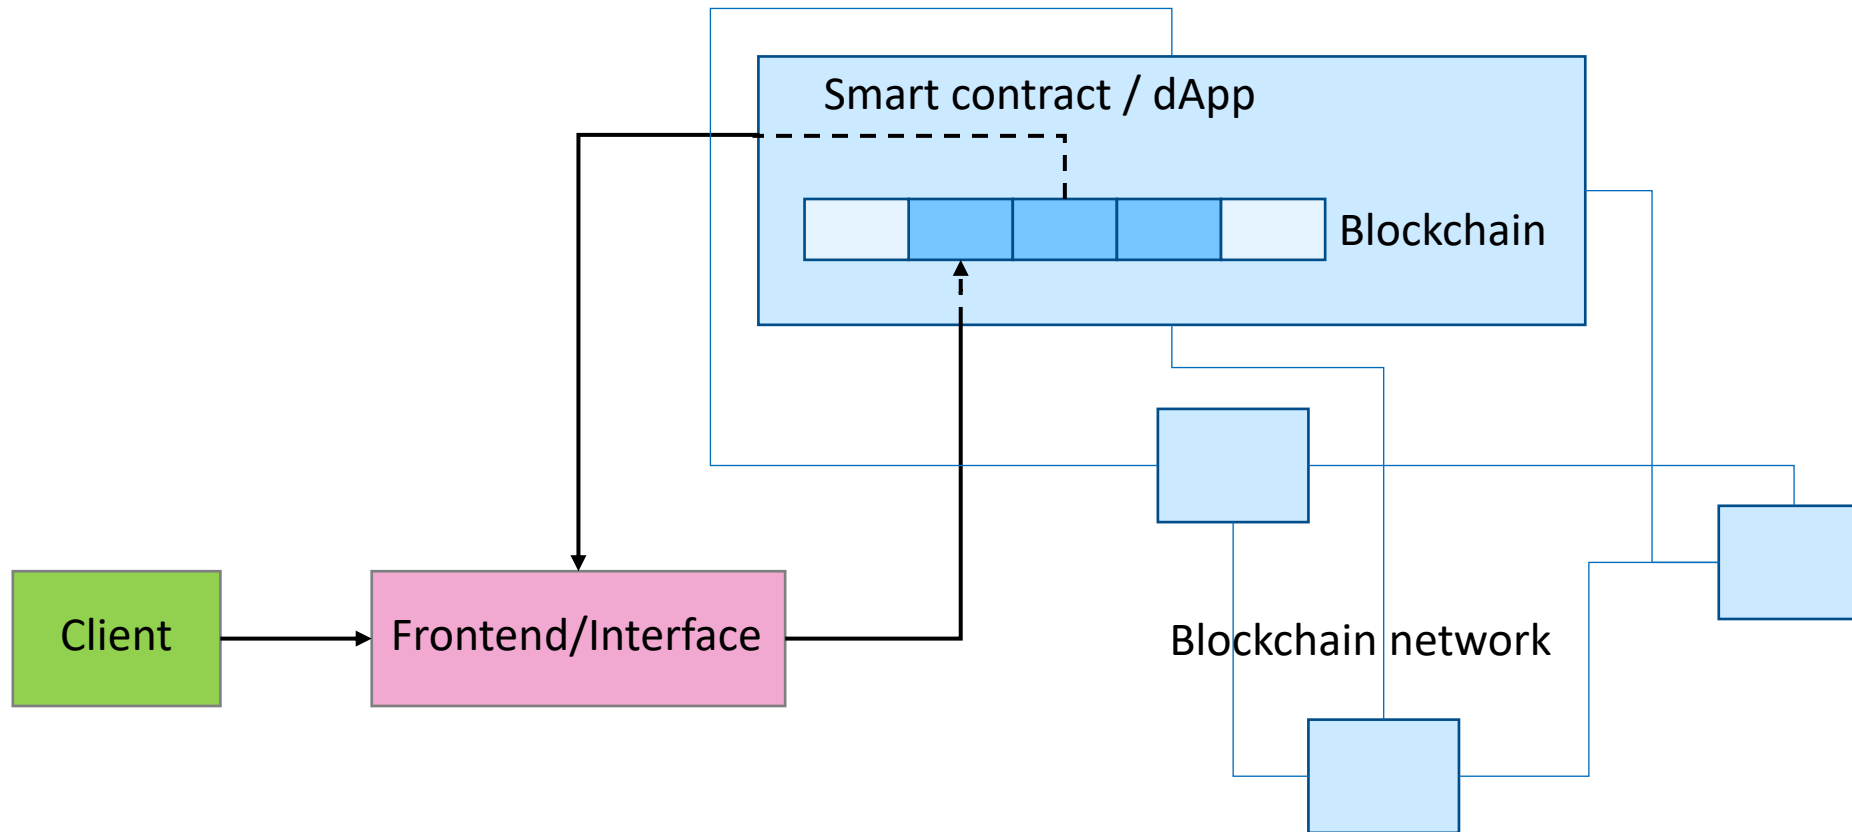 Smart contract / dApp
Blockchain
Client
Frontend/Interface
Blockchain network